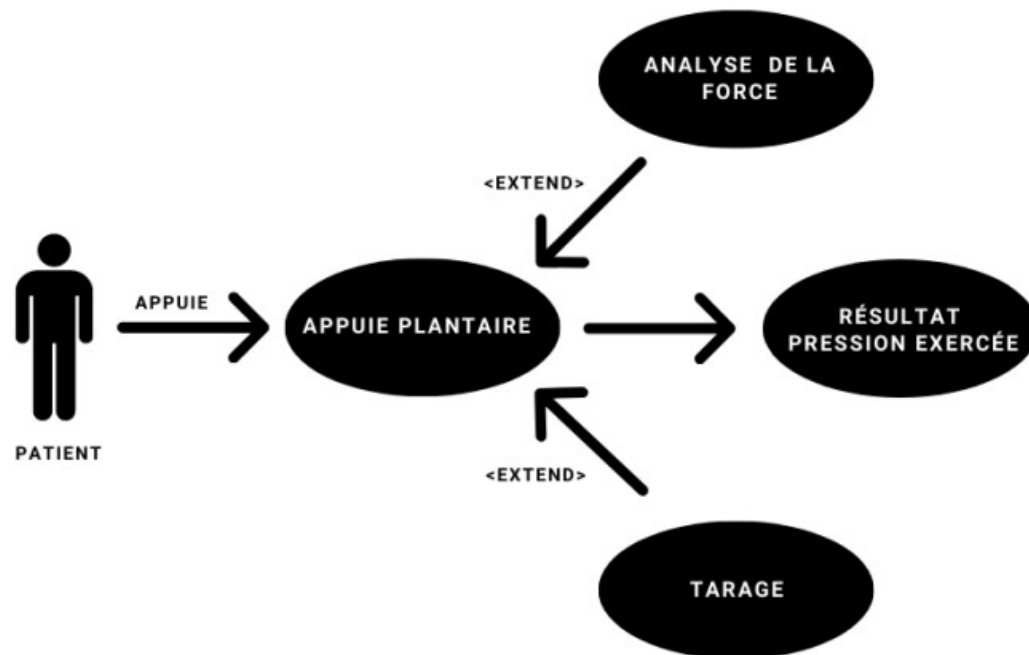 ANALYSE DE LA
FORCE
<EXTEND>
APPUIE
APPUIE PLANTAIRE
RÉSULTAT
PRESSION EXERCÉE
PATIENT
<EXTEND>
TARAGE